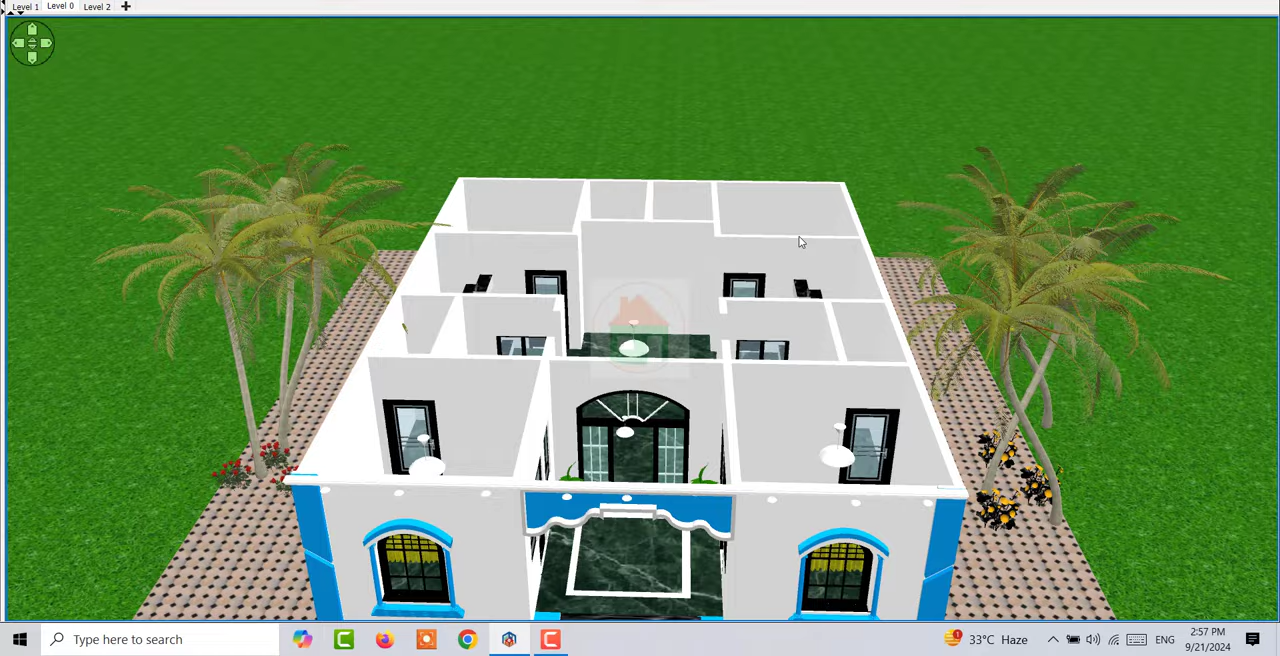 Level 1 Level 0 Level 2
Type here to search
33°C Haze
ENG
2:57 PM
9/21/2024